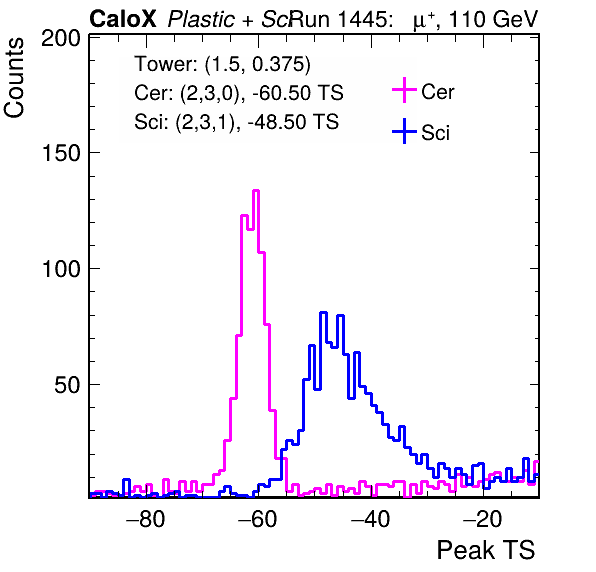 CaloX Plastic + SciRun 1445: μ⁺, 110 GeV
Counts
200
150
100
50
Tower: (1.5, 0.375)
Cer: (2,3,0), -60.50 TS
Sci: (2,3,1), -48.50 TS
Cer
Sci
−80 −60 −40 −20
Peak TS